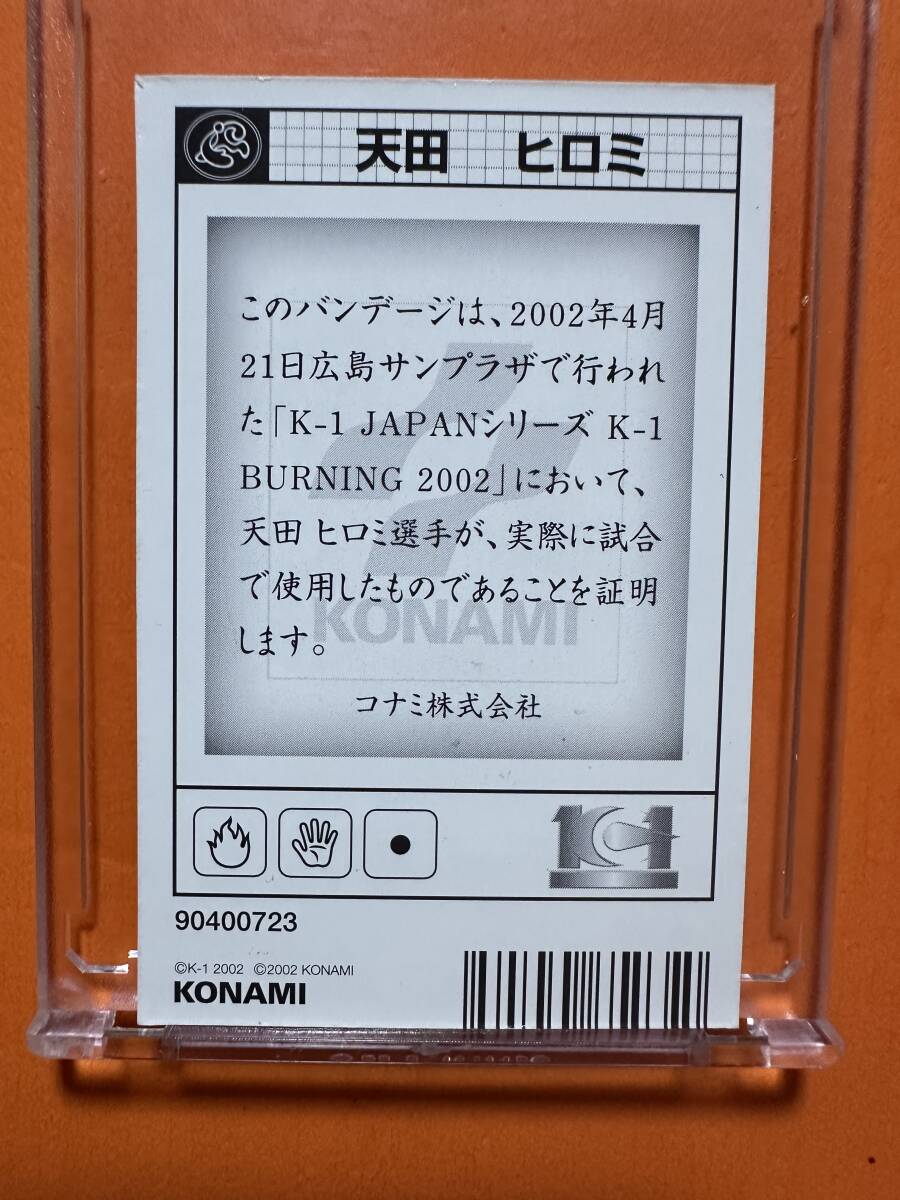 天田 ヒロミ
このバンデージは、2002年4月
21日広島サンプラザで行われ
た「K-1 JAPANシリーズ K-1
BURNING 2002」において、
天田 ヒロミ選手が、実際に試合
で使用したものであることを証明
します。
KONAMI
コナミ株式会社
K-1
90400723
©K-1 2002 ©2002 KONAMI
KONAMI